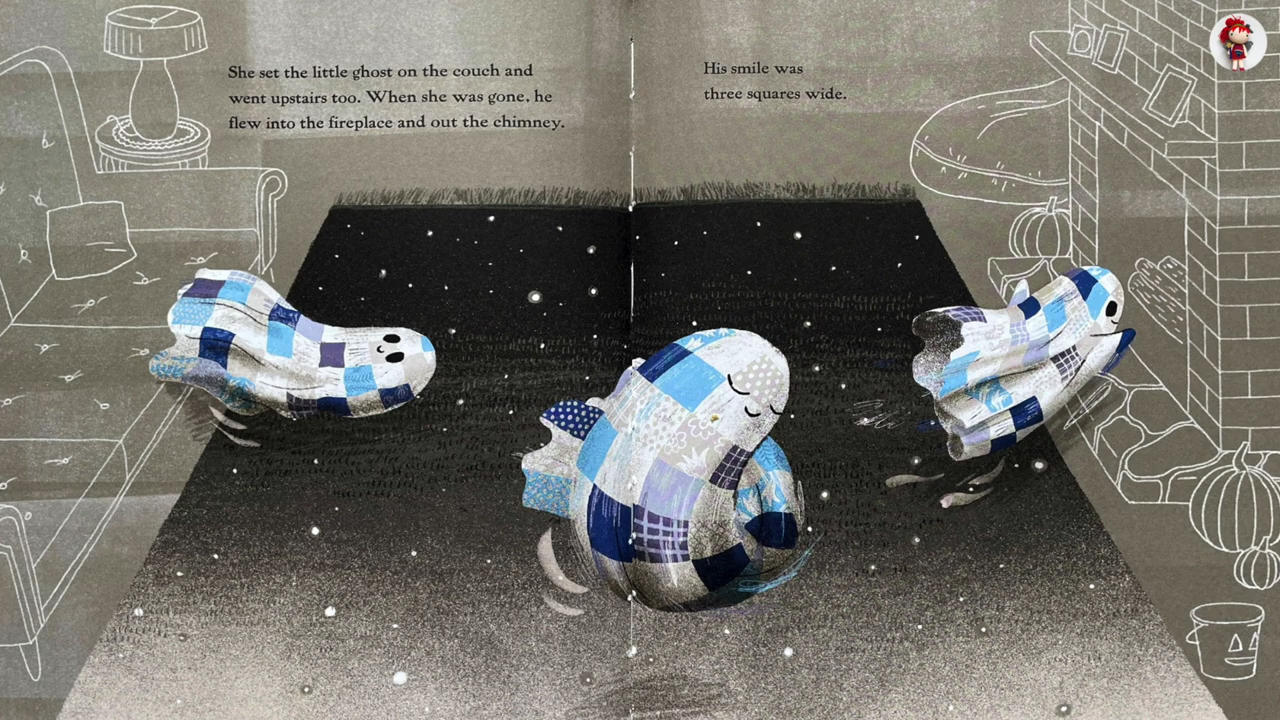 She set the little ghost on the couch and
went upstairs too. When she was gone, he
flew into the fireplace and out the chimney.
His smile was
three squares wide.